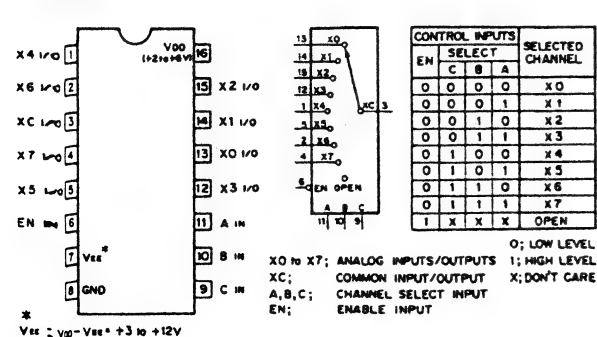 X4 I/O 1
X6 I/O 2
XC I/O 3
X7 I/O 4
X5 I/O 5
EN IN 6
7 VEE*
8 GND
VDD 16
(+2 to +6V)
15 X2 I/O
14 X1 I/O
13 X0 I/O
12 X3 I/O
11 A IN
10 B IN
9 C IN
*
VEE : VDD-VEE = +3 to +12V
13 X0
14 X1
15 X2
12 X3
1 X4
5 X5
2 X6
4 X7
XC 3
6 EN OPEN
A B C
11 10 9
CONTROL INPUTS SELECTED CHANNEL
EN SELECT
C B A
0 0 0 0 X0
0 0 0 1 X1
0 0 1 0 X2
0 0 1 1 X3
0 1 0 0 X4
0 1 0 1 X5
0 1 1 0 X6
0 1 1 1 X7
1 X X X OPEN
0; LOW LEVEL
1; HIGH LEVEL
X; DON'T CARE
X0 to X7; ANALOG INPUTS/OUTPUTS
XC; COMMON INPUT/OUTPUT
A,B,C; CHANNEL SELECT INPUT
EN; ENABLE INPUT